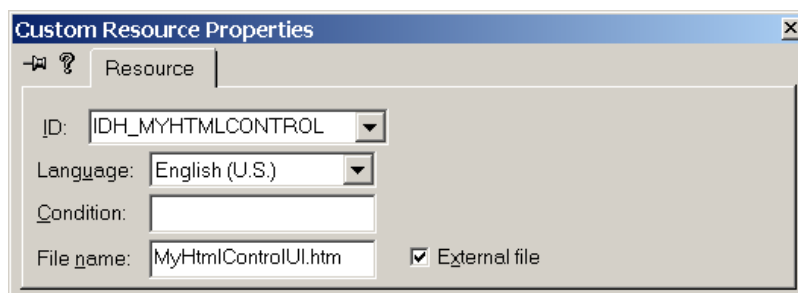 Custom Resource Properties
Resource
ID: IDH_MYHTMLCONTROL
Language: English (U.S.)
Condition:
File name: MyHtmlControlUI.htm External file